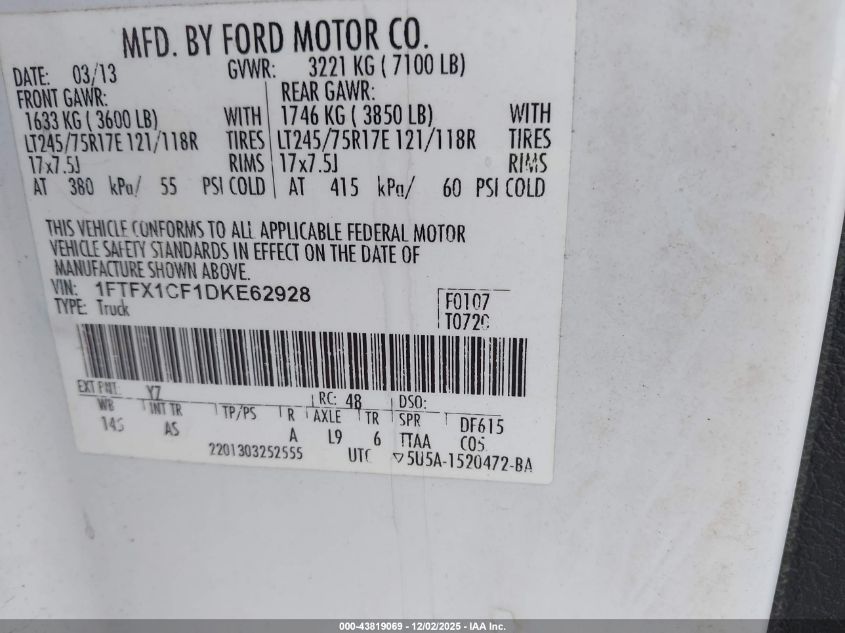 MFD. BY FORD MOTOR CO.
DATE: 03/13 GVWR: 3221 KG ( 7100 LB)
FRONT GAWR: REAR GAWR:
1633 KG ( 3600 LB) WITH 1746 KG ( 3850 LB) WITH
LT245/75R17E 121/118R TIRES LT245/75R17E 121/118R TIRES
17x7.5J RIMS 17x7.5J RIMS
AT 380 kPa/ 55 PSI COLD AT 415 kPa/ 60 PSI COLD
THIS VEHICLE CONFORMS TO ALL APPLICABLE FEDERAL MOTOR
VEHICLE SAFETY STANDARDS IN EFFECT ON THE DATE OF
MANUFACTURE SHOWN ABOVE.
VIN: 1FTFX1CF1DKE62928 F0107
TYPE: Truck T0720
EXT PNT: YZ RC: 48 DSO:
WB INT TR TP/PS R AXLE TR SPR DF615
145 AS A L9 6 TTAA C05
2201303252555 UTC ▽5U5A-1520472-BA
000-43819069 - 12/02/2025 - IAA Inc.